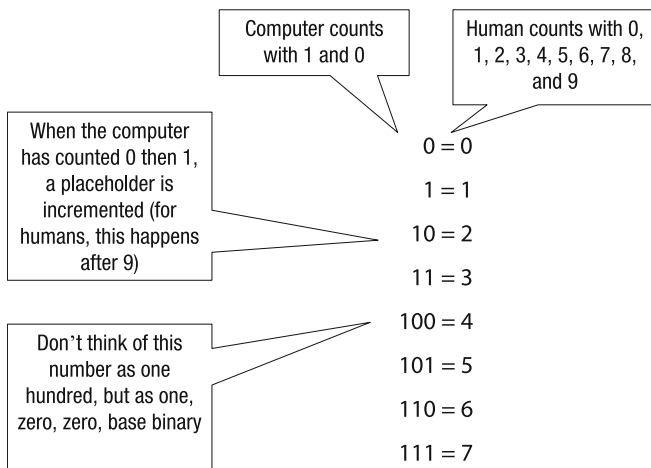 Computer counts
with 1 and 0
Human counts with 0,
1, 2, 3, 4, 5, 6, 7, 8,
and 9
When the computer
has counted 0 then 1,
a placeholder is
incremented (for
humans, this happens
after 9)
Don’t think of this
number as one
hundred, but as one,
zero, zero, base binary
0 = 0
1 = 1
10 = 2
11 = 3
100 = 4
101 = 5
110 = 6
111 = 7